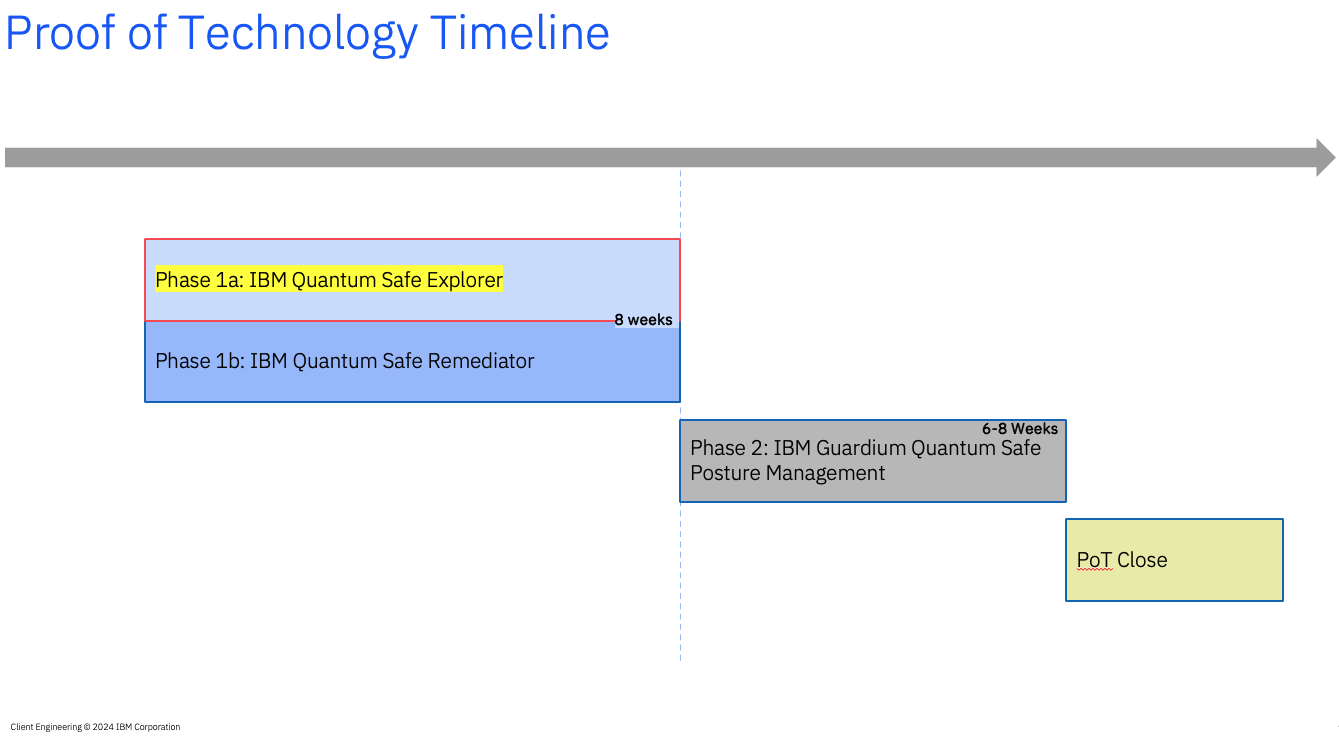 Proof of Technology Timeline
Phase 1a: IBM Quantum Safe Explorer
8 weeks
Phase 1b: IBM Quantum Safe Remediator
6-8 Weeks
Phase 2: IBM Guardium Quantum Safe
Posture Management
PoT Close
Client Engineering © 2024 IBM Corporation